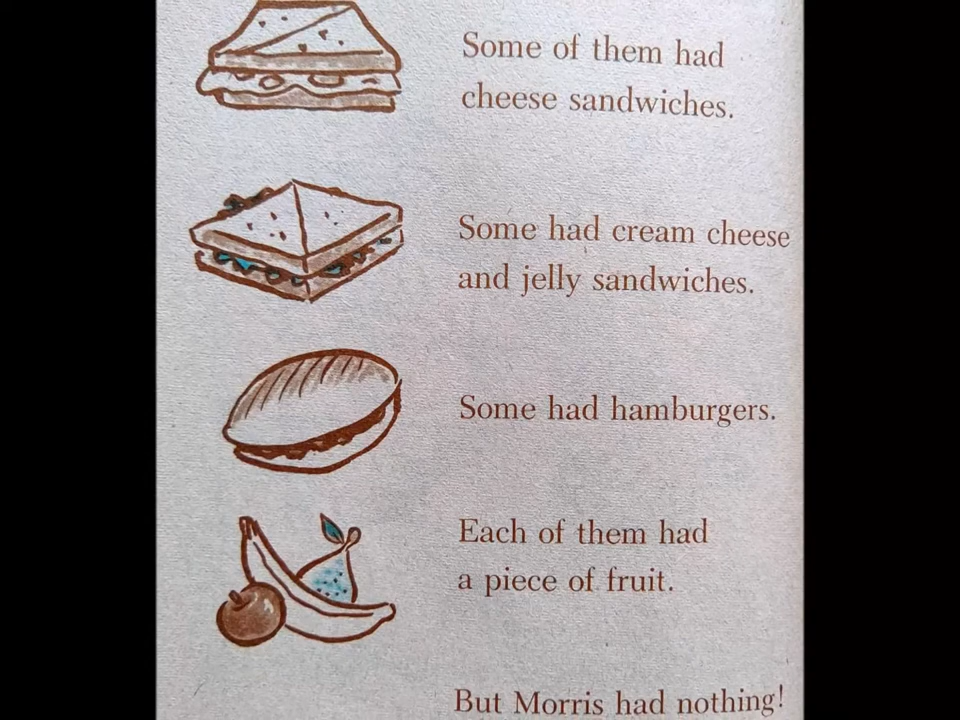 Some of them had
cheese sandwiches.
Some had cream cheese
and jelly sandwiches.
Some had hamburgers.
Each of them had
a piece of fruit.
But Morris had nothing!